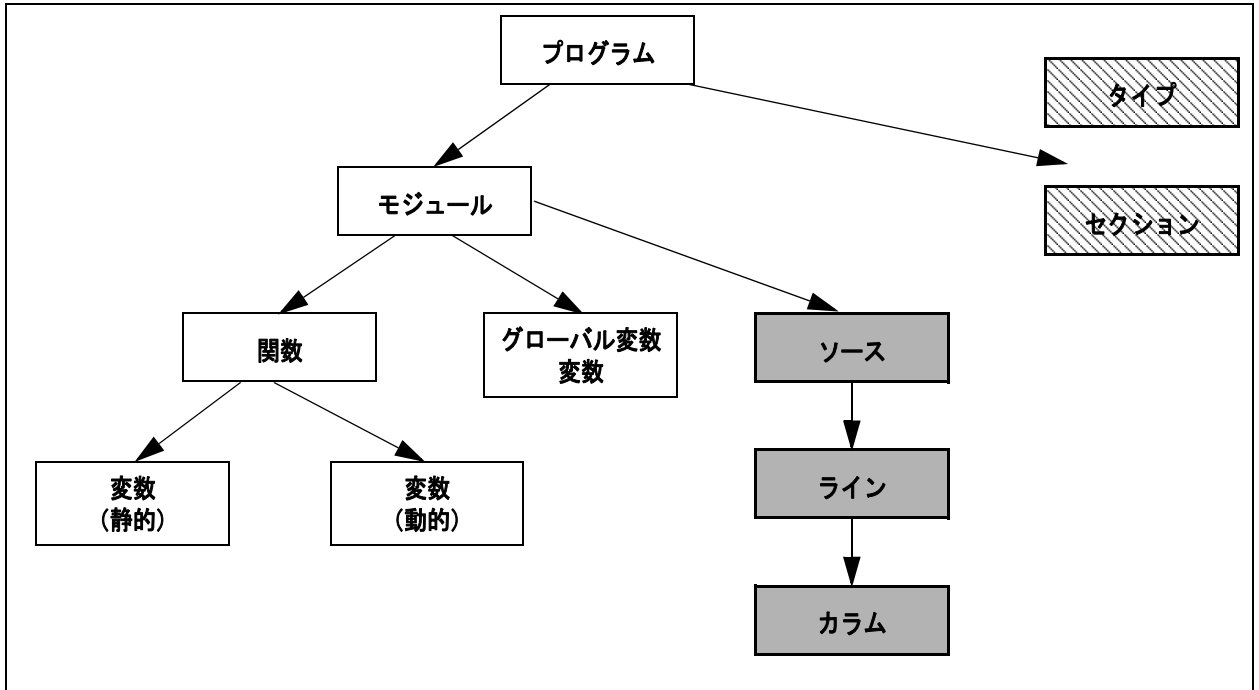 プログラム
タイプ
モジュール
セクション
関数
グローバル変数
変数
ソース
変数
(静的)
変数
(動的)
ライン
カラム